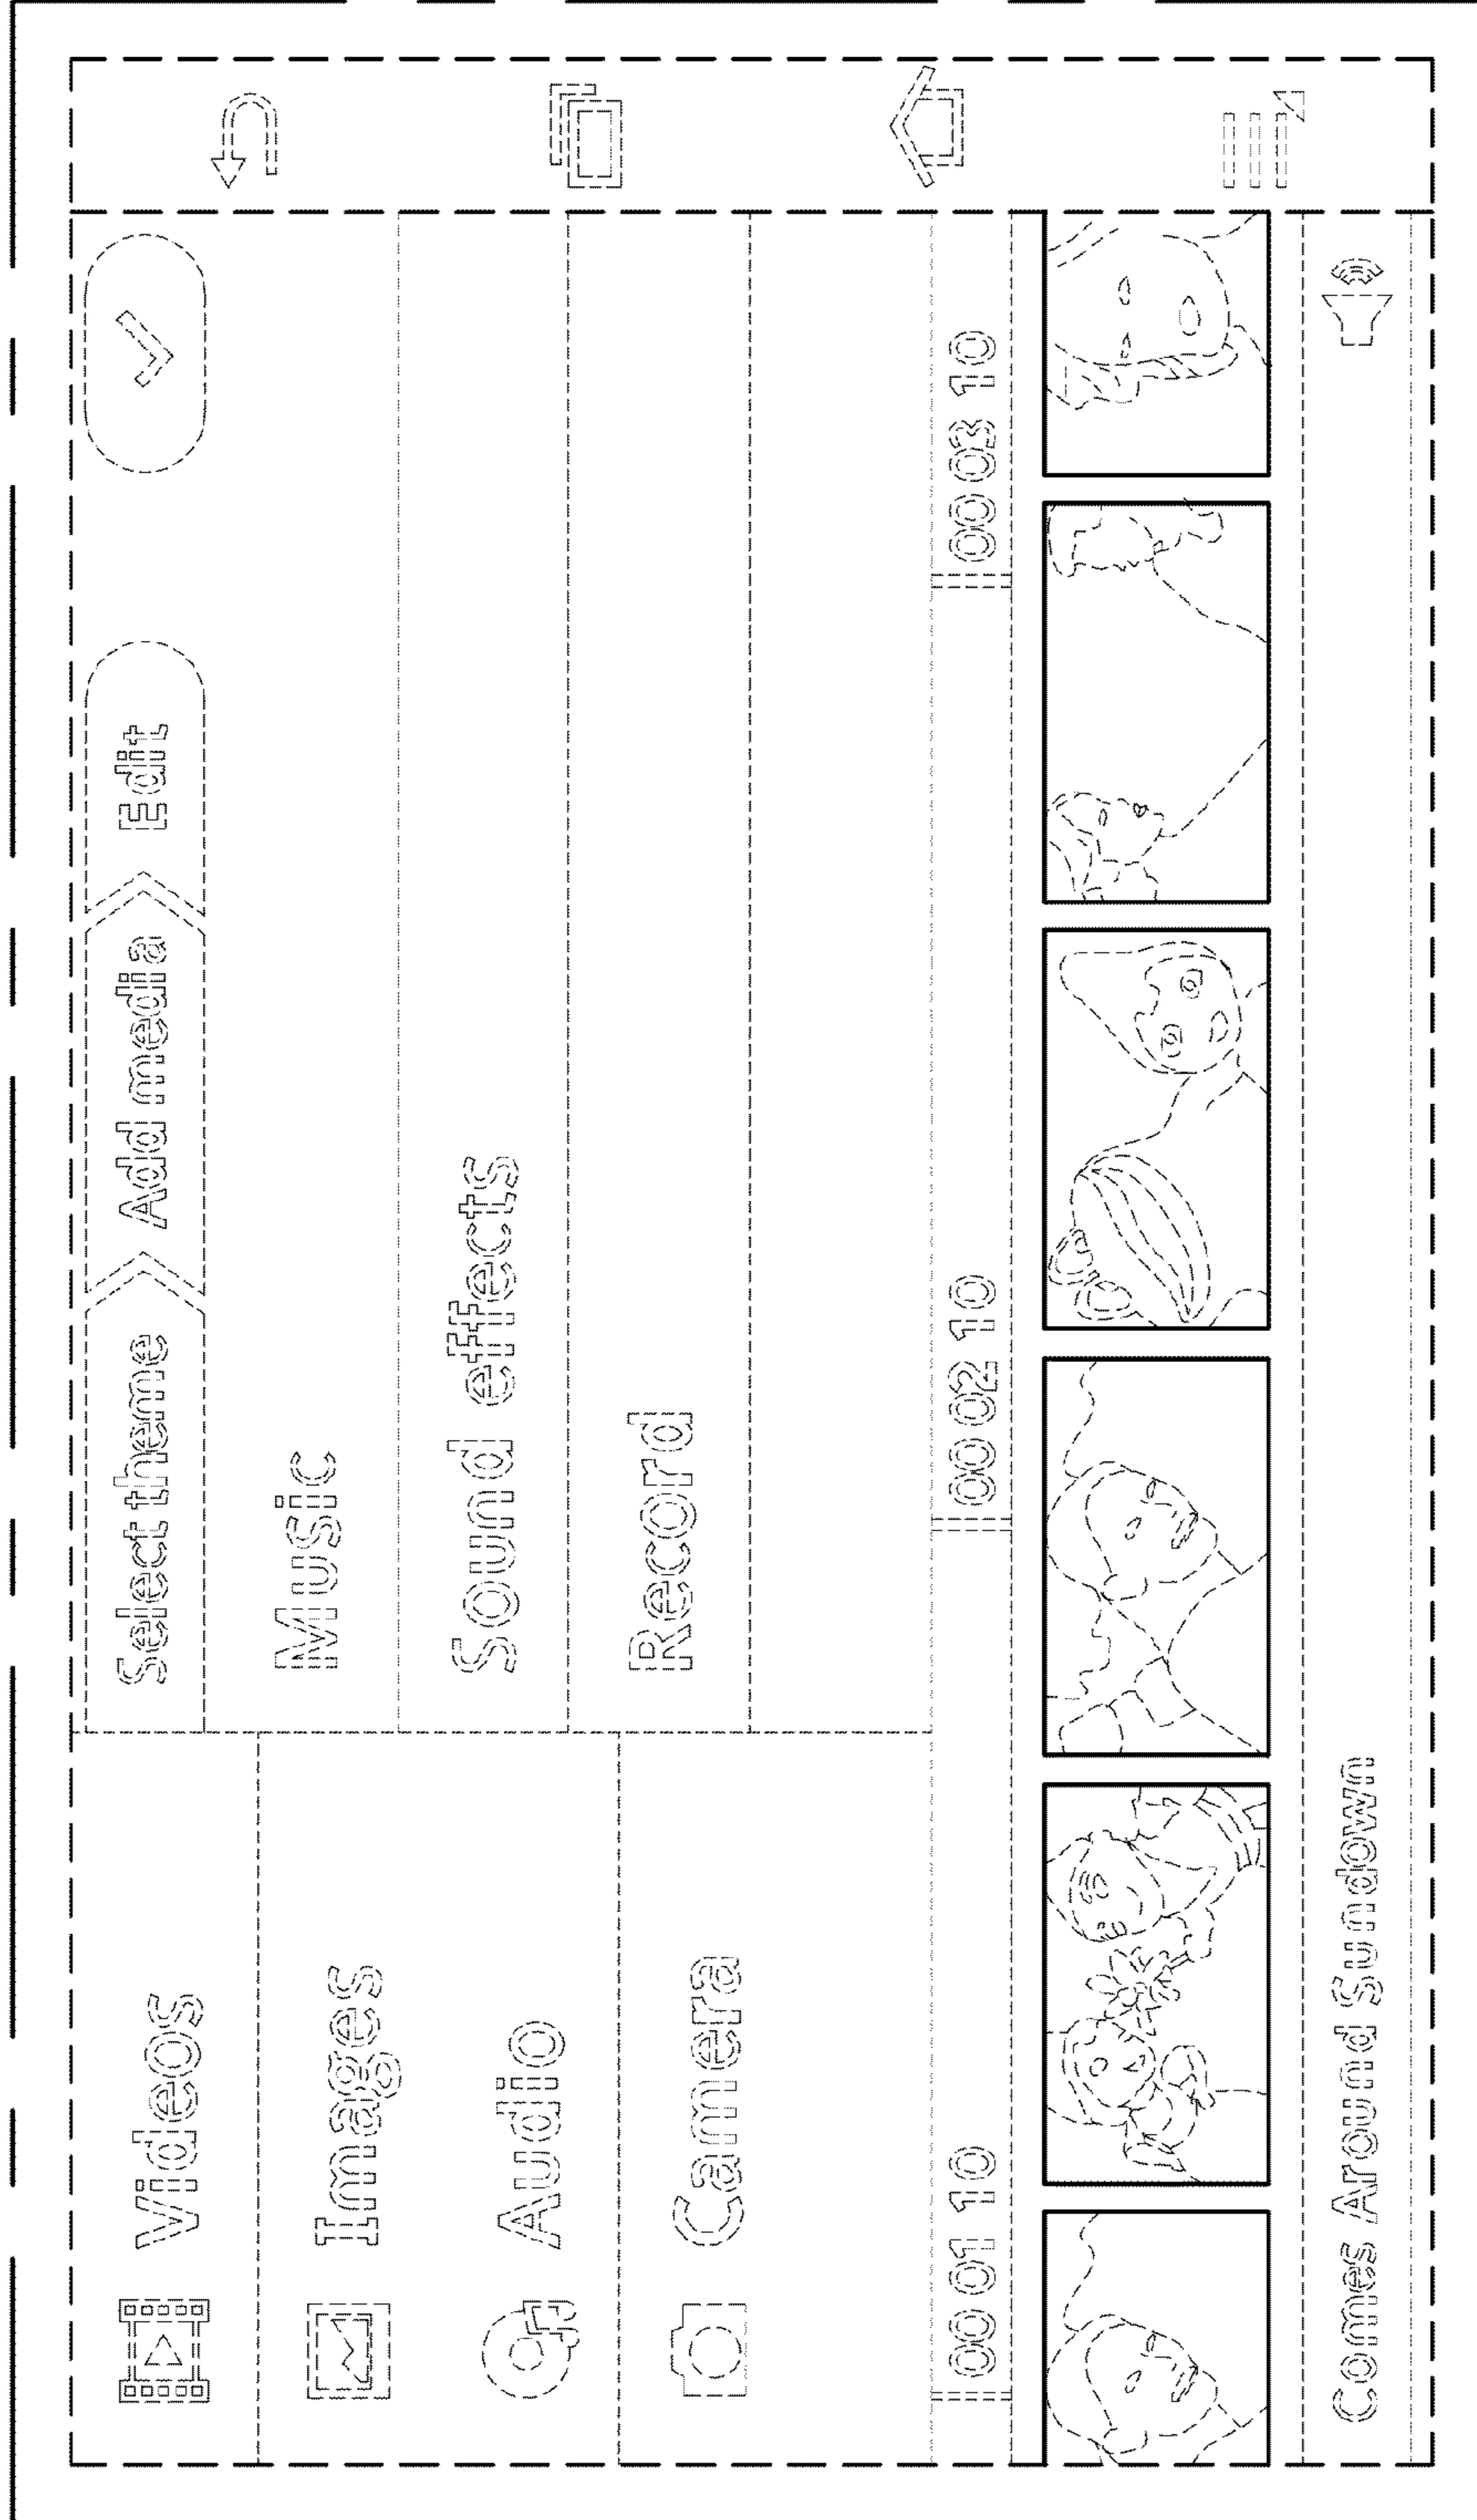 Select theme Add media Edit
Videos
Images
Audio
Camera
Music
Sound effects
Record
00 01 10 00 02 10 00 03 10
Comes Around Sundown